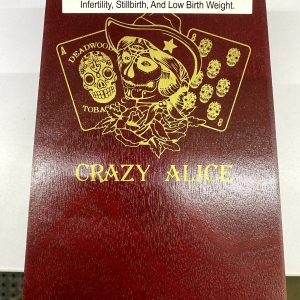 Infertility, Stillbirth, And Low Birth Weight.
DEADWOOD
TOBACCO
CRAZY ALICE